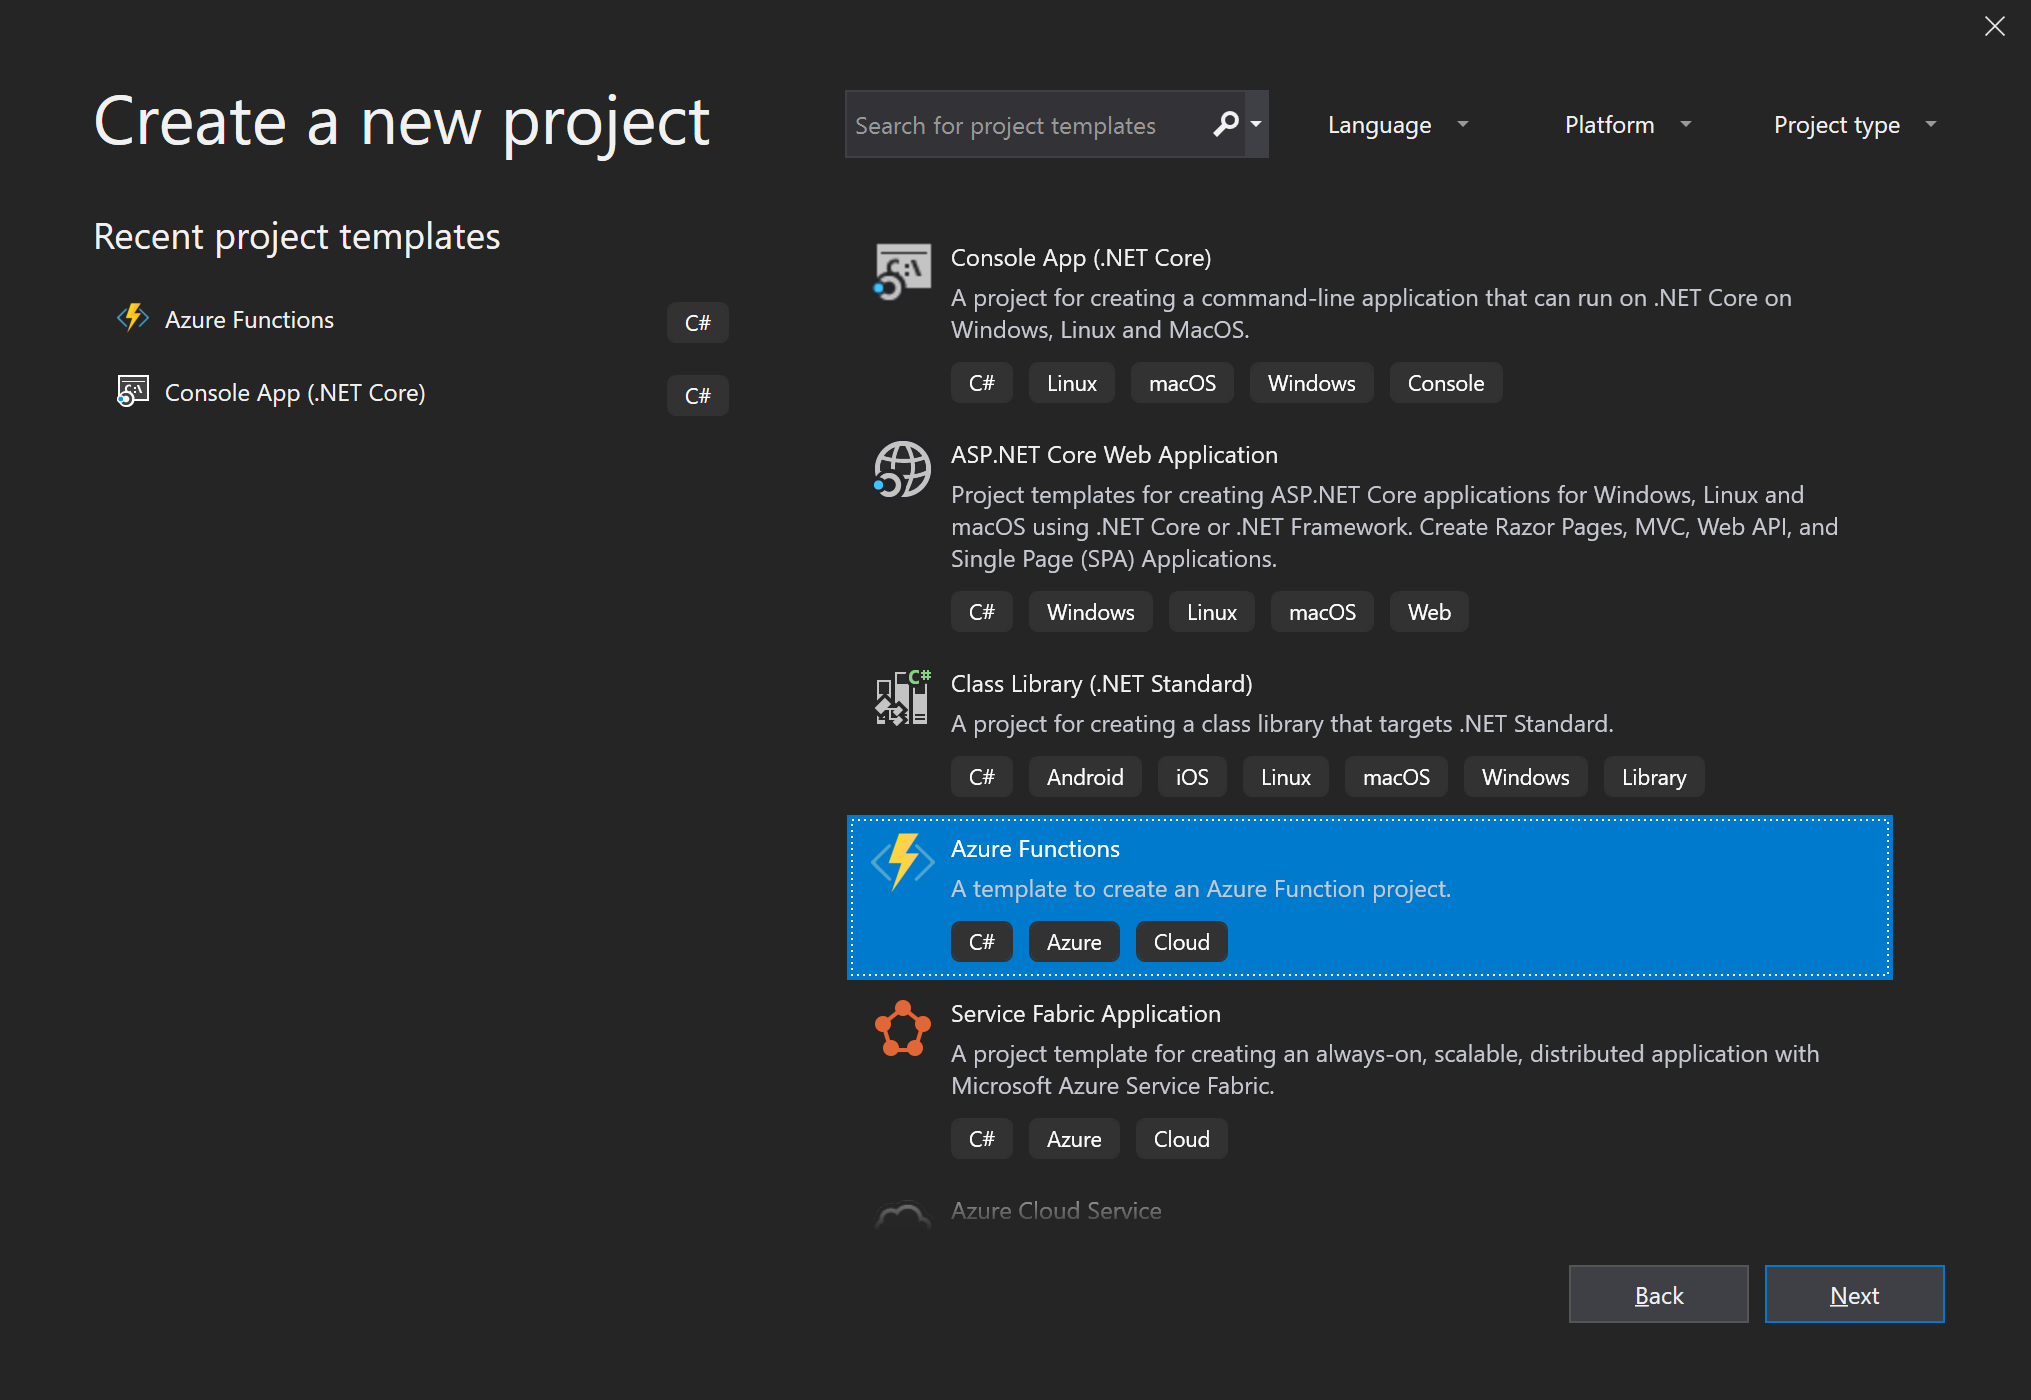 Create a new project
Search for project templates
Language
Platform
Project type
Recent project templates
Azure Functions
C#
Console App (.NET Core)
C#
Console App (.NET Core)
A project for creating a command-line application that can run on .NET Core on
Windows, Linux and MacOS.
C# Linux macOS Windows Console
ASP.NET Core Web Application
Project templates for creating ASP.NET Core applications for Windows, Linux and
macOS using .NET Core or .NET Framework. Create Razor Pages, MVC, Web API, and
Single Page (SPA) Applications.
C# Windows Linux macOS Web
C#
Class Library (.NET Standard)
A project for creating a class library that targets .NET Standard.
C# Android iOS Linux macOS Windows Library
Azure Functions
A template to create an Azure Function project.
C# Azure Cloud
Service Fabric Application
A project template for creating an always-on, scalable, distributed application with
Microsoft Azure Service Fabric.
C# Azure Cloud
Azure Cloud Service
Back
Next